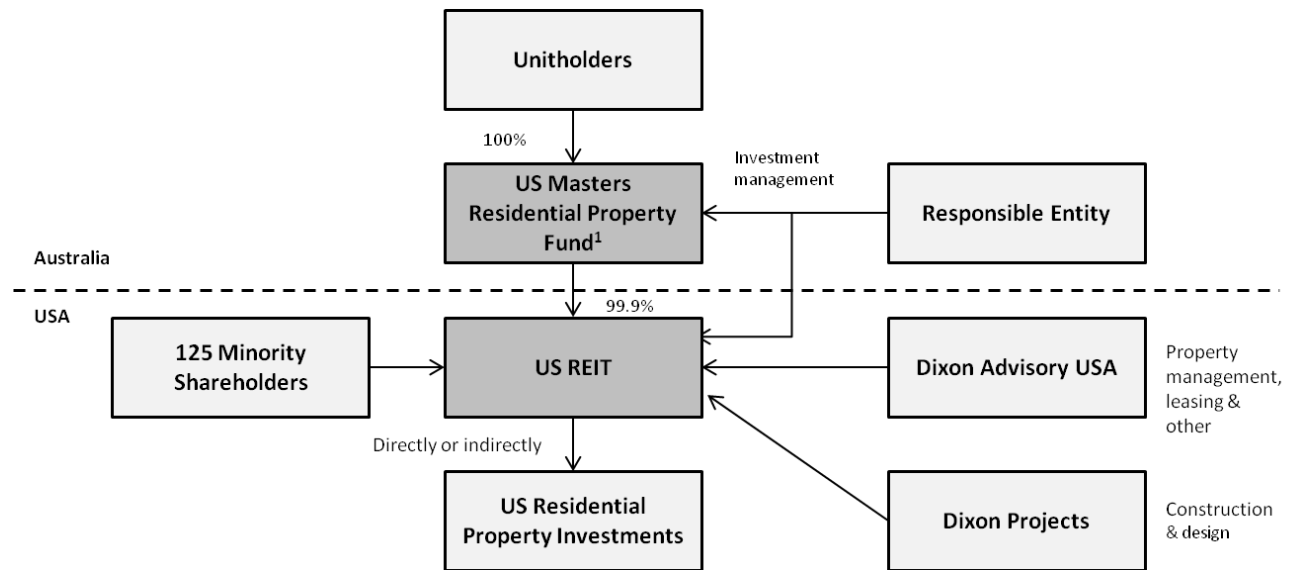 Unitholders
100%
Investment
management
US Masters
Residential Property
Fund¹
Responsible Entity
Australia
USA
99.9%
125 Minority
Shareholders
US REIT
Dixon Advisory USA
Property
management,
leasing &
other
Directly or indirectly
US Residential
Property Investments
Dixon Projects
Construction
& design